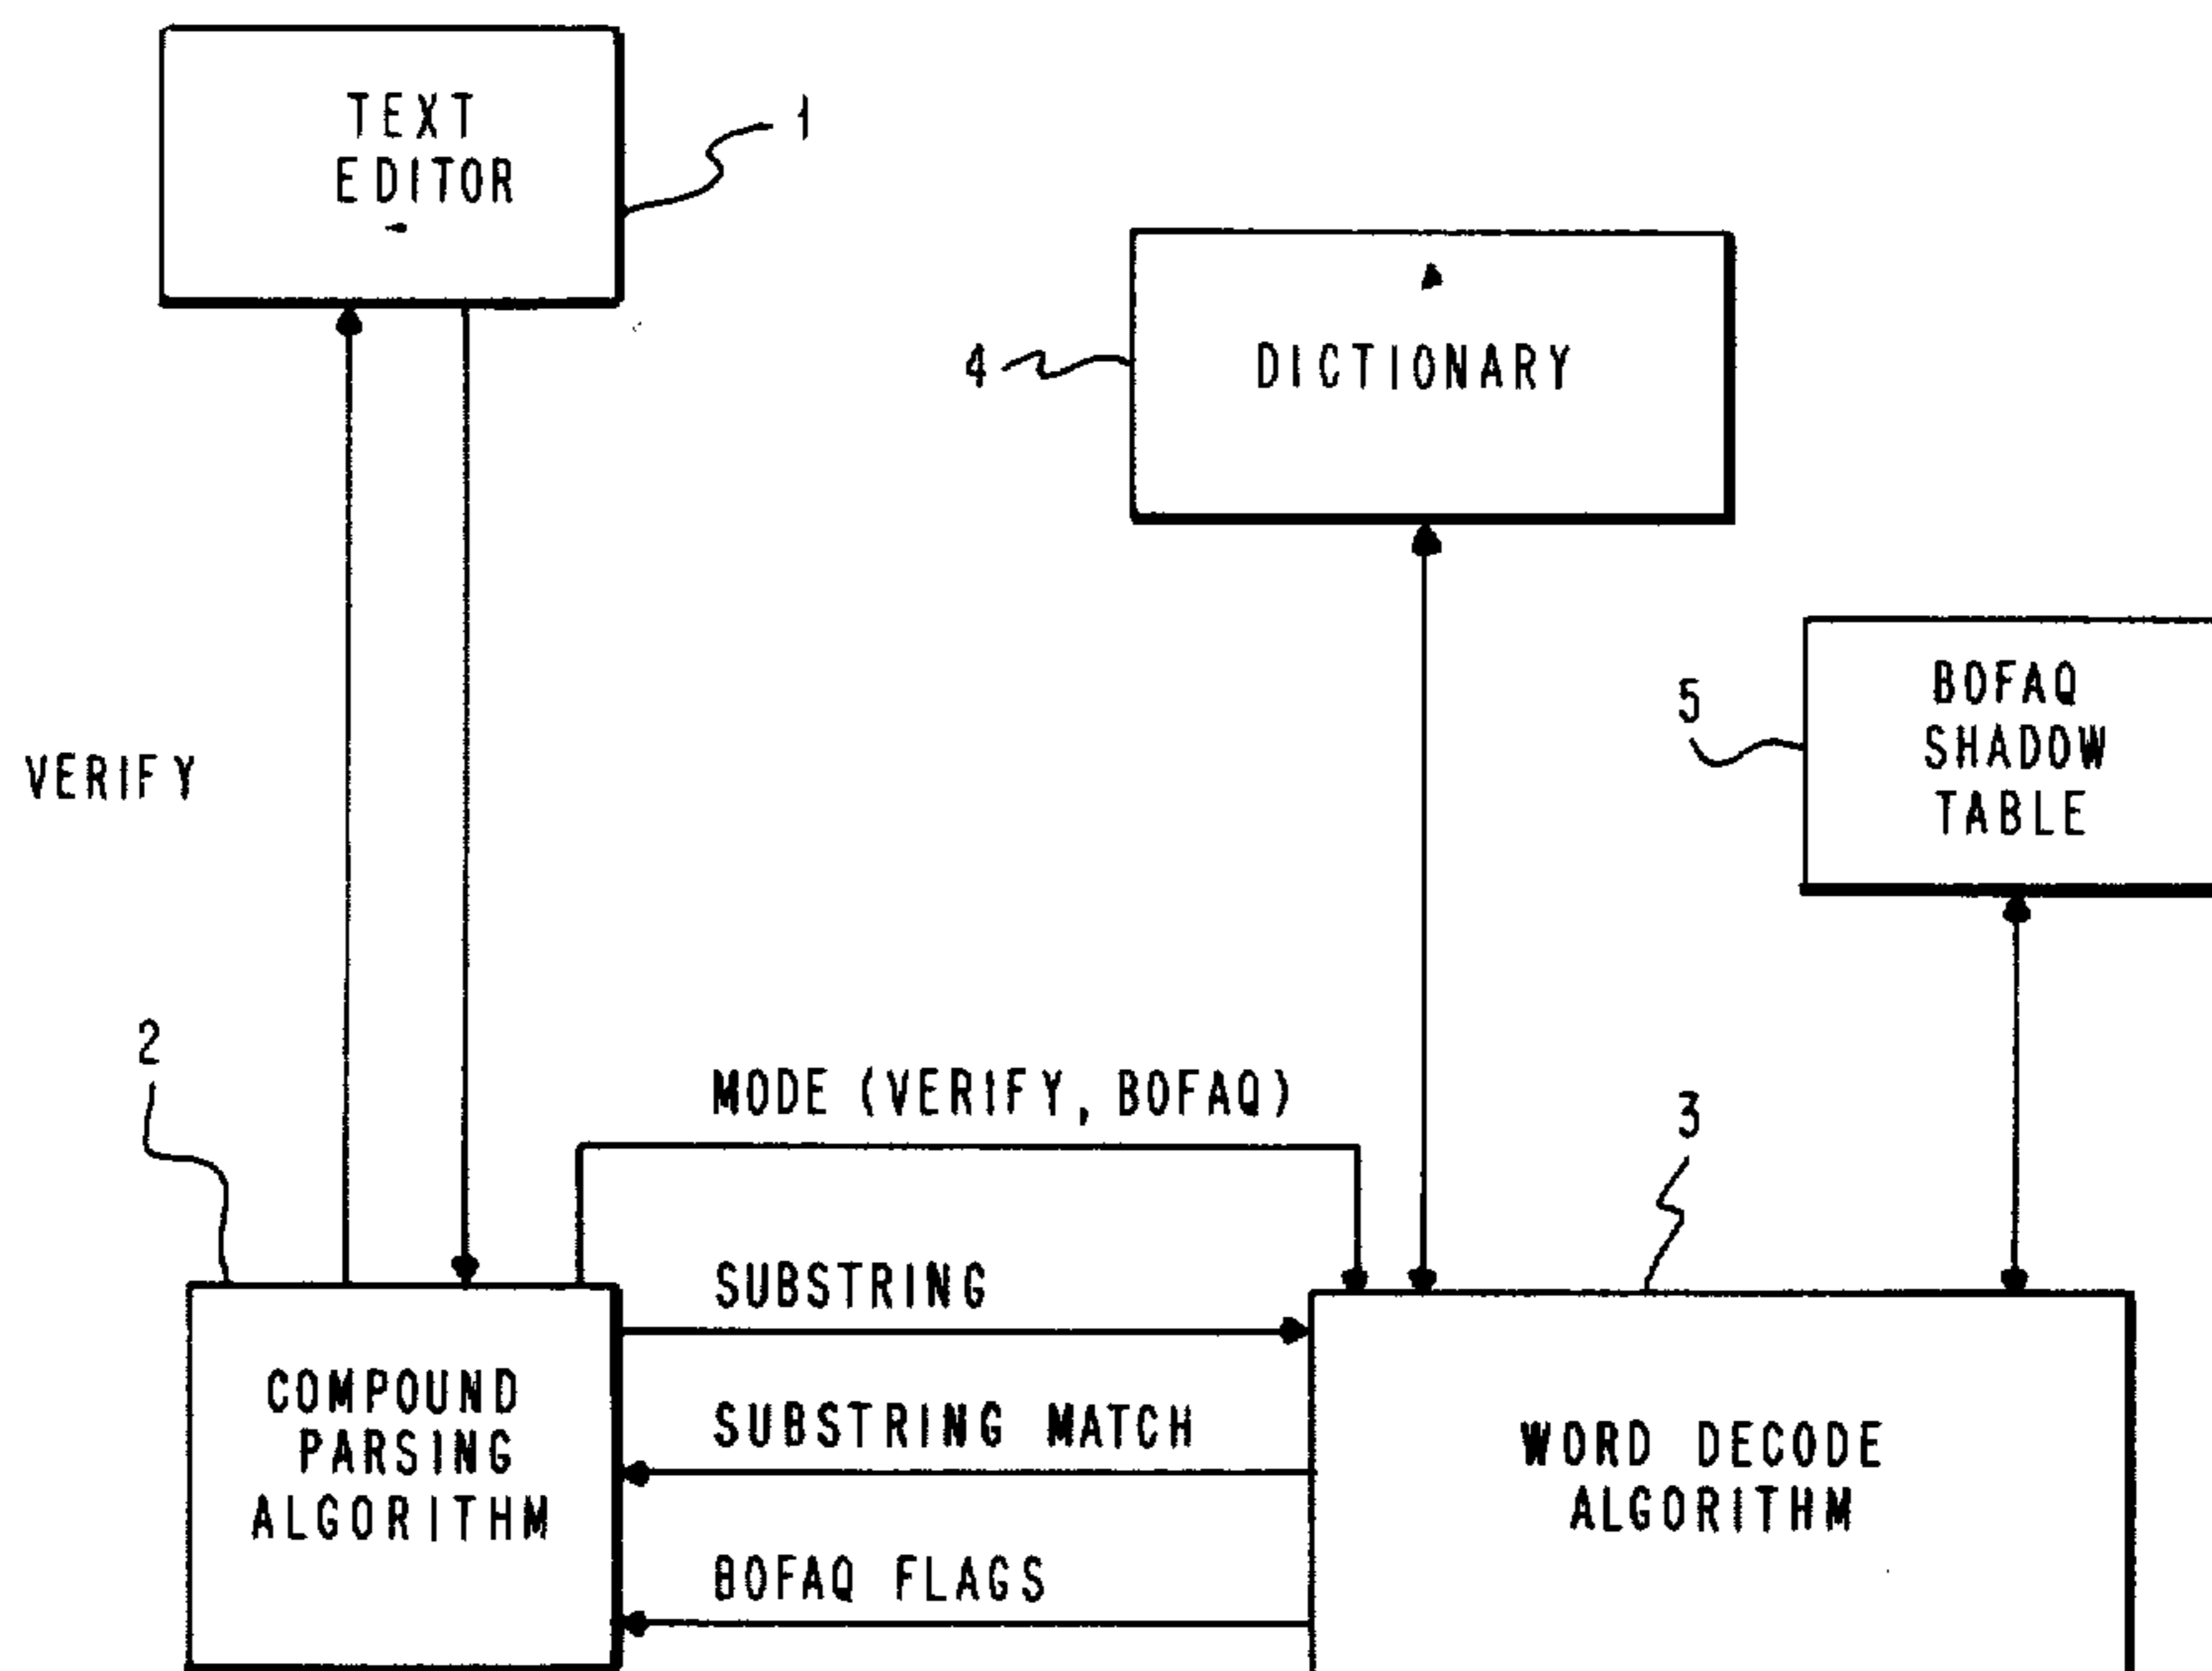 TEXT
EDITOR
1
4
DICTIONARY
5
BOFAQ
SHADOW
TABLE
VERIFY
2
MODE (VERIFY, BOFAQ)
3
SUBSTRING
COMPOUND
PARSING
ALGORITHM
SUBSTRING MATCH
WORD DECODE
ALGORITHM
BOFAQ FLAGS